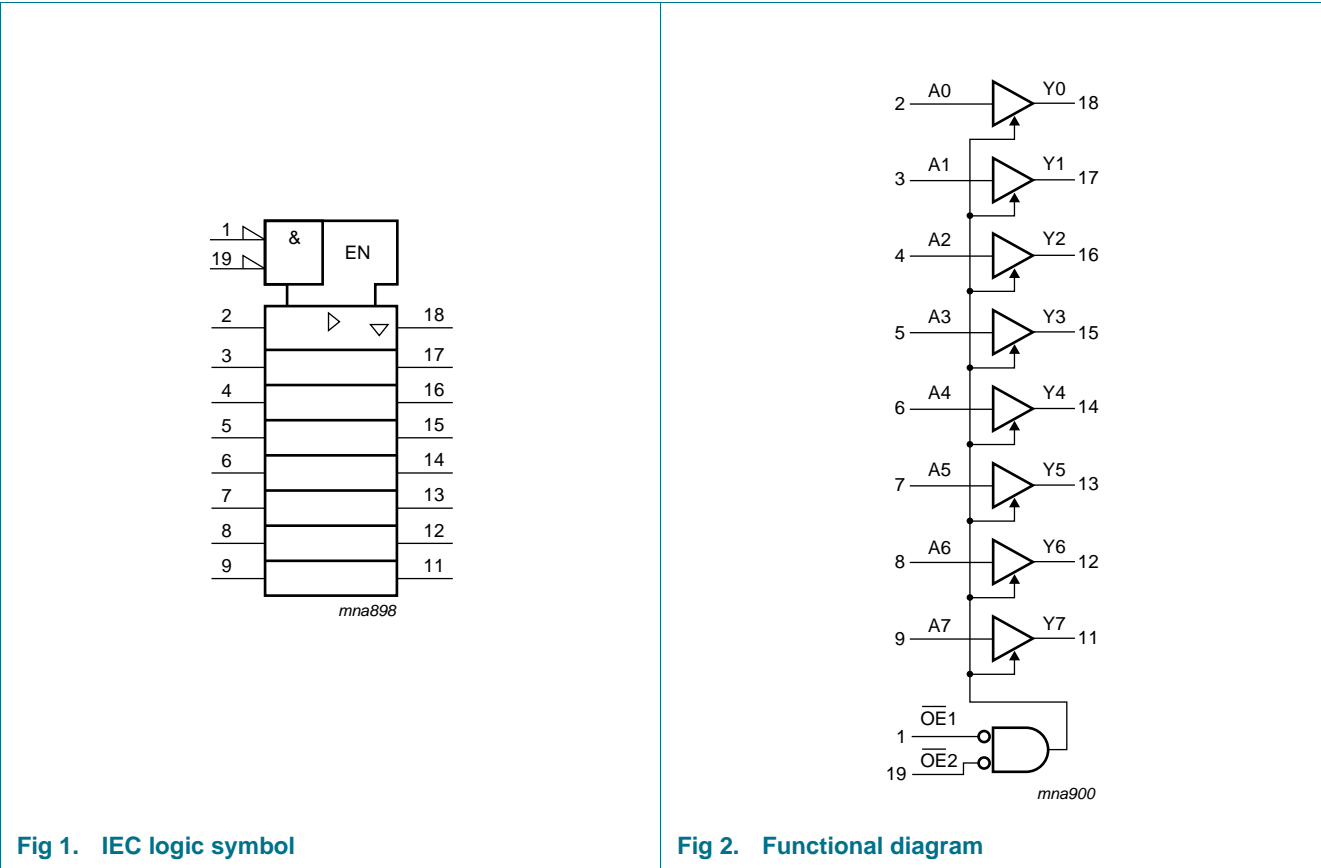 1
&
EN
19
2
18
3
17
4
16
5
15
6
14
7
13
8
12
9
11
mna898
Fig 1. IEC logic symbol
2 A0 Y0 18
3 A1 Y1 17
4 A2 Y2 16
5 A3 Y3 15
6 A4 Y4 14
7 A5 Y5 13
8 A6 Y6 12
9 A7 Y7 11
1 O̅E̅1
19 O̅E̅2
mna900
Fig 2. Functional diagram